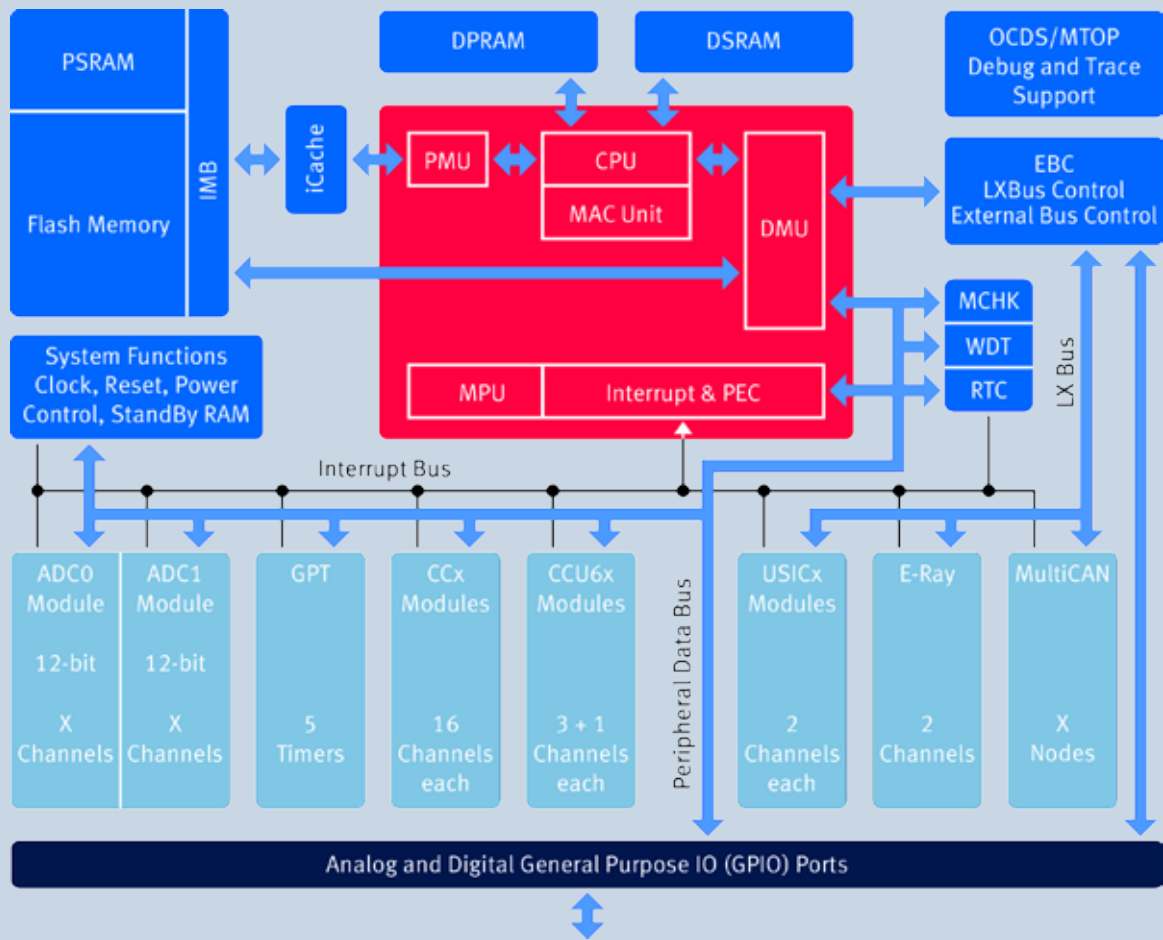 PSRAM
Flash Memory
IMB
iCache
DPRAM
DSRAM
OCDS/MTOP
Debug and Trace
Support
PMU
CPU
MAC Unit
DMU
EBC
LXBus Control
External Bus Control
MCHK
WDT
RTC
LX Bus
System Functions
Clock, Reset, Power
Control, StandBy RAM
MPU
Interrupt & PEC
Interrupt Bus
ADC0
Module
12-bit
X
Channels
ADC1
Module
12-bit
X
Channels
GPT
5
Timers
CCx
Modules
16
Channels
each
CCU6x
Modules
3 + 1
Channels
each
Peripheral Data Bus
USICx
Modules
2
Channels
each
E-Ray
2
Channels
MultiCAN
X
Nodes
Analog and Digital General Purpose IO (GPIO) Ports